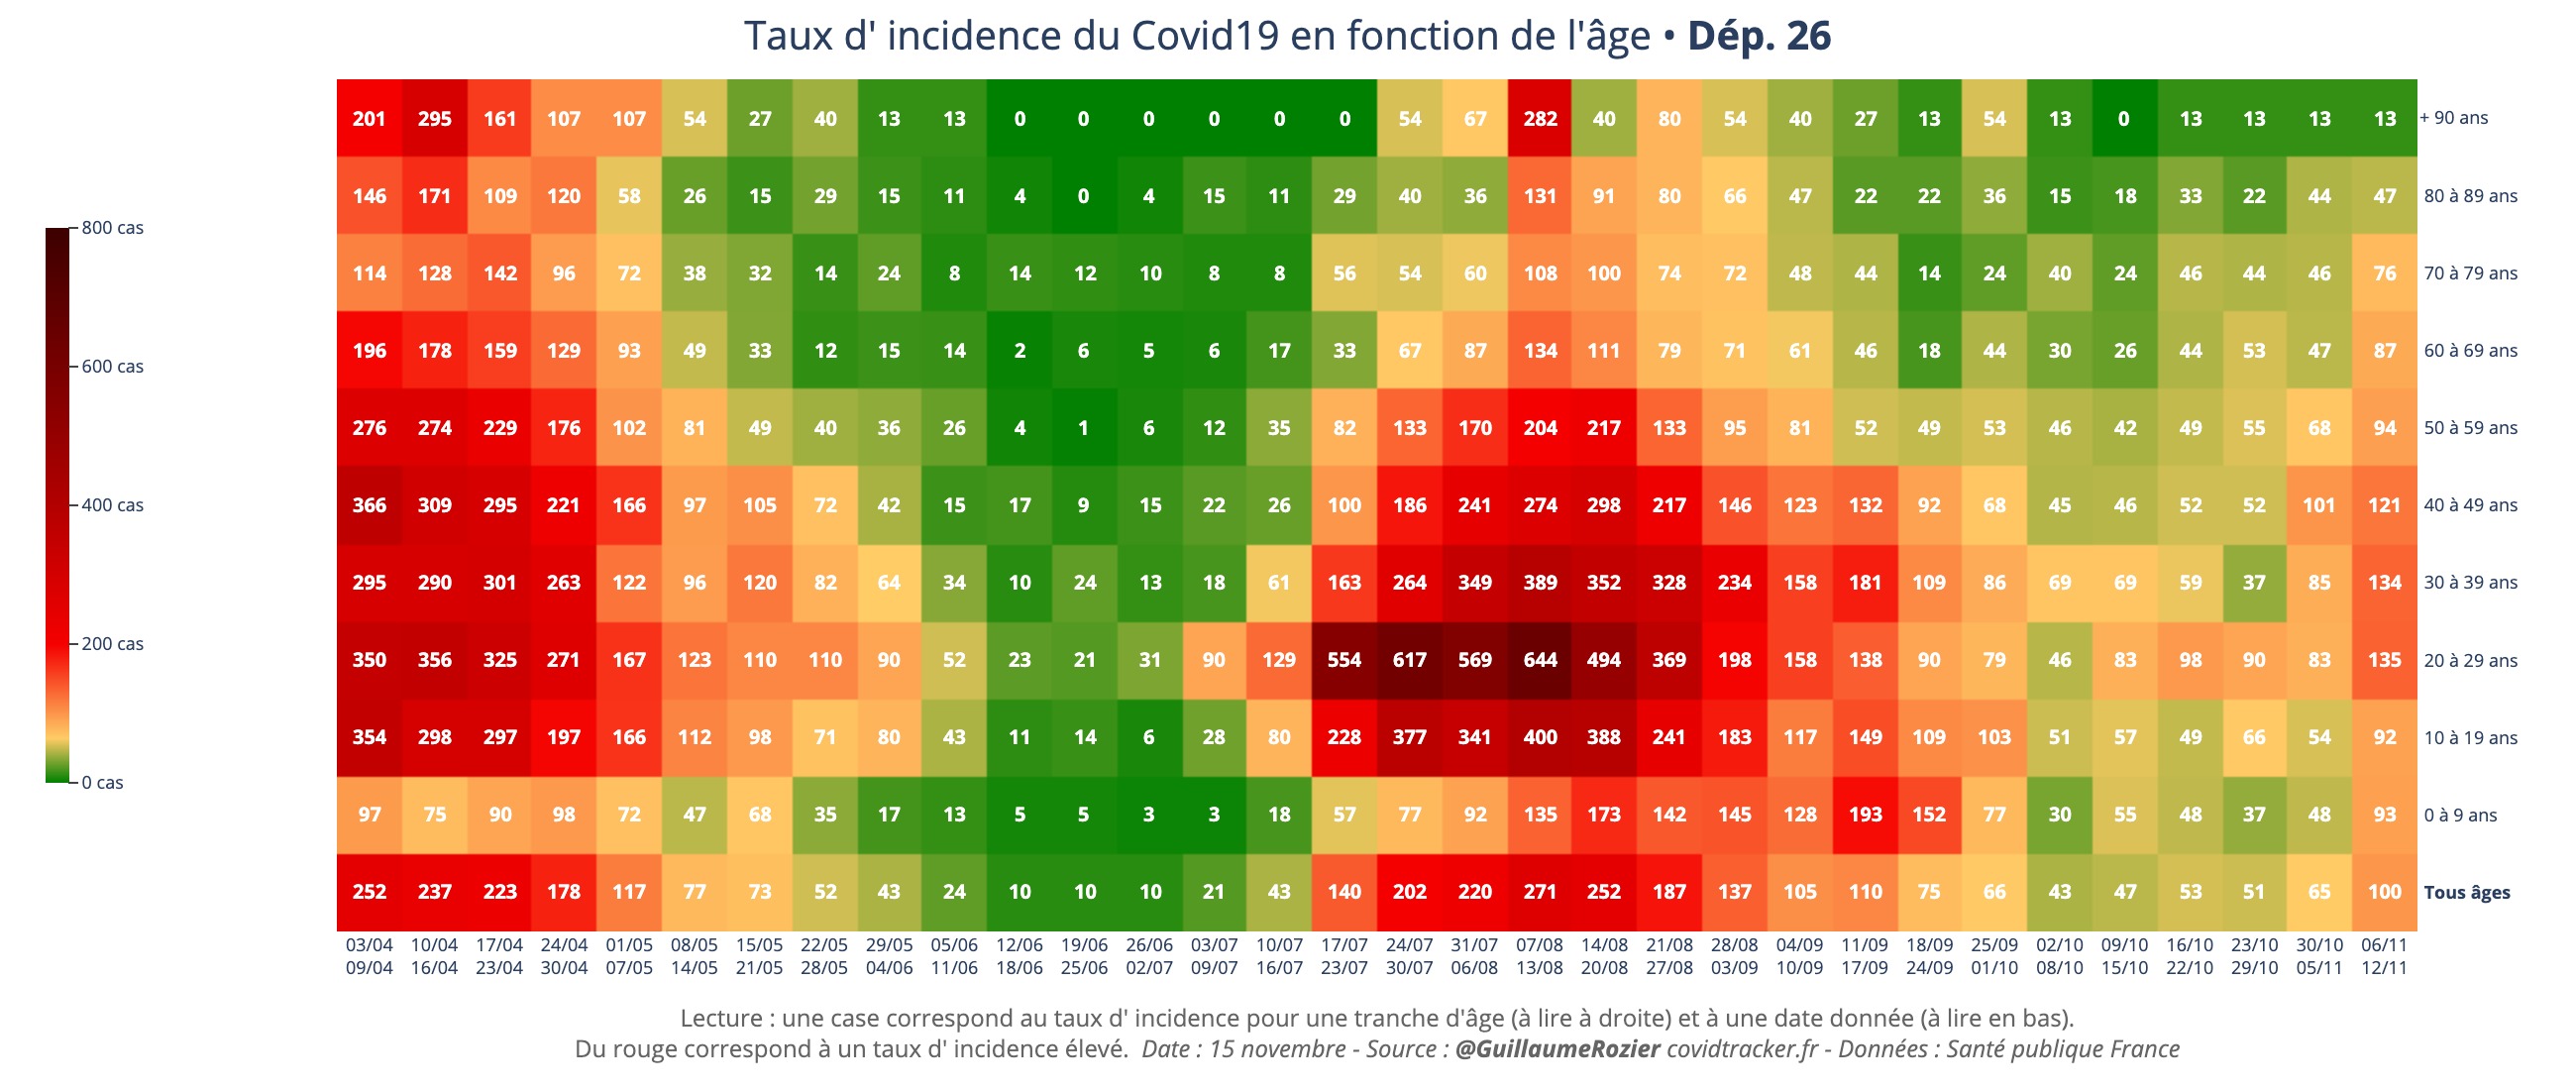 Taux d' incidence du Covid19 en fonction de l'âge • Dép. 26
201 295 161 107 107 54 27 40 13 13 0 0 0 0 0 0 54 67 282 40 80 54 40 27 13 54 13 0 13 13 13 13 + 90 ans
146 171 109 120 58 26 15 29 15 11 4 0 4 15 11 29 40 36 131 91 80 66 47 22 22 36 15 18 33 22 44 47 80 à 89 ans
800 cas
114 128 142 96 72 38 32 14 24 8 14 12 10 8 8 56 54 60 108 100 74 72 48 44 14 24 40 24 46 44 46 76 70 à 79 ans
196 178 159 129 93 49 33 12 15 14 2 6 5 6 17 33 67 87 134 111 79 71 61 46 18 44 30 26 44 53 47 87 60 à 69 ans
600 cas
276 274 229 176 102 81 49 40 36 26 4 1 6 12 35 82 133 170 204 217 133 95 81 52 49 53 46 42 49 55 68 94 50 à 59 ans
400 cas
366 309 295 221 166 97 105 72 42 15 17 9 15 22 26 100 186 241 274 298 217 146 123 132 92 68 45 46 52 52 101 121 40 à 49 ans
295 290 301 263 122 96 120 82 64 34 10 24 13 18 61 163 264 349 389 352 328 234 158 181 109 86 69 69 59 37 85 134 30 à 39 ans
200 cas
350 356 325 271 167 123 110 110 90 52 23 21 31 90 129 554 617 569 644 494 369 198 158 138 90 79 46 83 98 90 83 135 20 à 29 ans
354 298 297 197 166 112 98 71 80 43 11 14 6 28 80 228 377 341 400 388 241 183 117 149 109 103 51 57 49 66 54 92 10 à 19 ans
0 cas
97 75 90 98 72 47 68 35 17 13 5 5 3 3 18 57 77 92 135 173 142 145 128 193 152 77 30 55 48 37 48 93 0 à 9 ans
252 237 223 178 117 77 73 52 43 24 10 10 10 21 43 140 202 220 271 252 187 137 105 110 75 66 43 47 53 51 65 100 Tous âges
03/04 10/04 17/04 24/04 01/05 08/05 15/05 22/05 29/05 05/06 12/06 19/06 26/06 03/07 10/07 17/07 24/07 31/07 07/08 14/08 21/08 28/08 04/09 11/09 18/09 25/09 02/10 09/10 16/10 23/10 30/10 06/11
09/04 16/04 23/04 30/04 07/05 14/05 21/05 28/05 04/06 11/06 18/06 25/06 02/07 09/07 16/07 23/07 30/07 06/08 13/08 20/08 27/08 03/09 10/09 17/09 24/09 01/10 08/10 15/10 22/10 29/10 05/11 12/11
Lecture : une case correspond au taux d' incidence pour une tranche d'âge (à lire à droite) et à une date donnée (à lire en bas).
Du rouge correspond à un taux d' incidence élevé. Date : 15 novembre - Source : @GuillaumeRozier covidtracker.fr - Données : Santé publique France